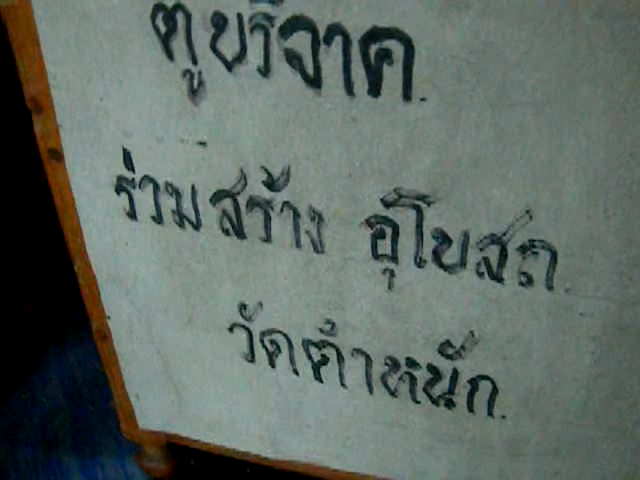 ตู้บริจาค
ร่วมสร้าง อุโบสถ
วัดตำหนัก